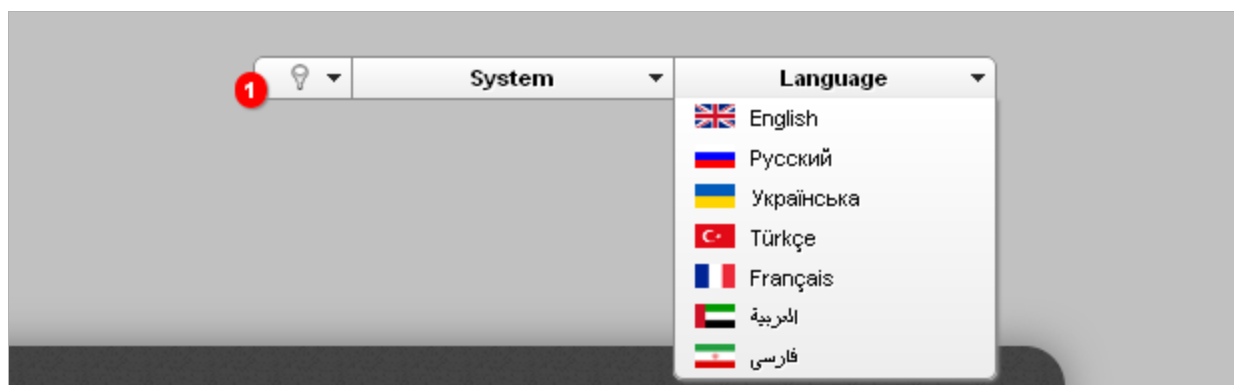 1
System
Language
English
Русский
Українська
Türkçe
Français
العربية
فارسی